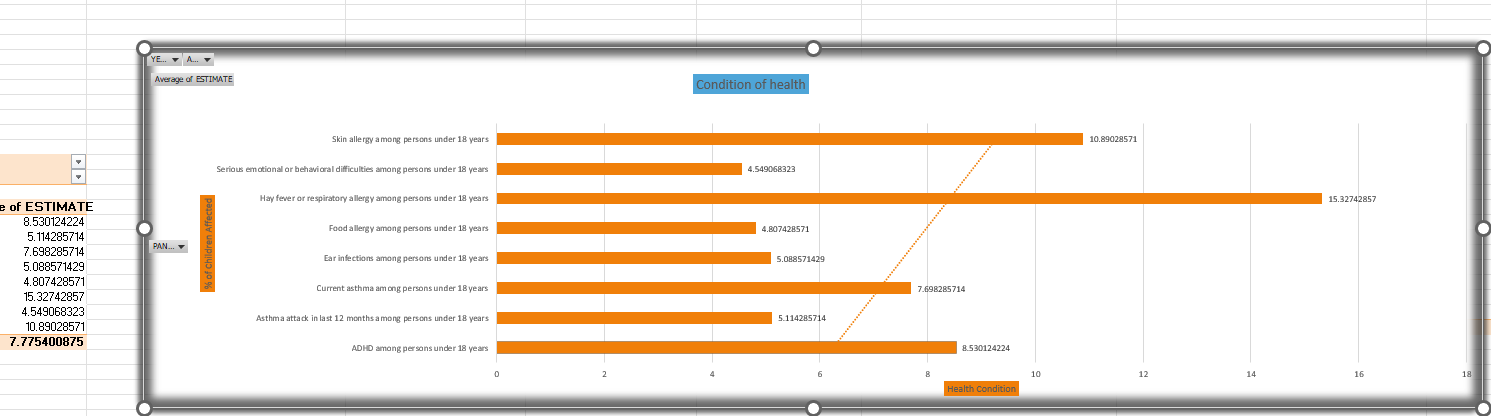 YE... A...
Average of ESTIMATE
Condition of health
Skin allergy among persons under 18 years 10.89028571
Serious emotional or behavioral difficulties among persons under 18 years 4.549068323
Hay fever or respiratory allergy among persons under 18 years 15.32742857
Food allergy among persons under 18 years 4.807428571
Ear infections among persons under 18 years 5.088571429
Current asthma among persons under 18 years 7.698285714
Asthma attack in last 12 months among persons under 18 years 5.114285714
ADHD among persons under 18 years 8.530124224
0 2 4 6 8 10 12 14 16 18
Health Condition
% of Children Affected
PAN...
e of ESTIMATE
8.530124224
5.114285714
7.698285714
5.088571429
4.807428571
15.32742857
4.549068323
10.89028571
7.775400875